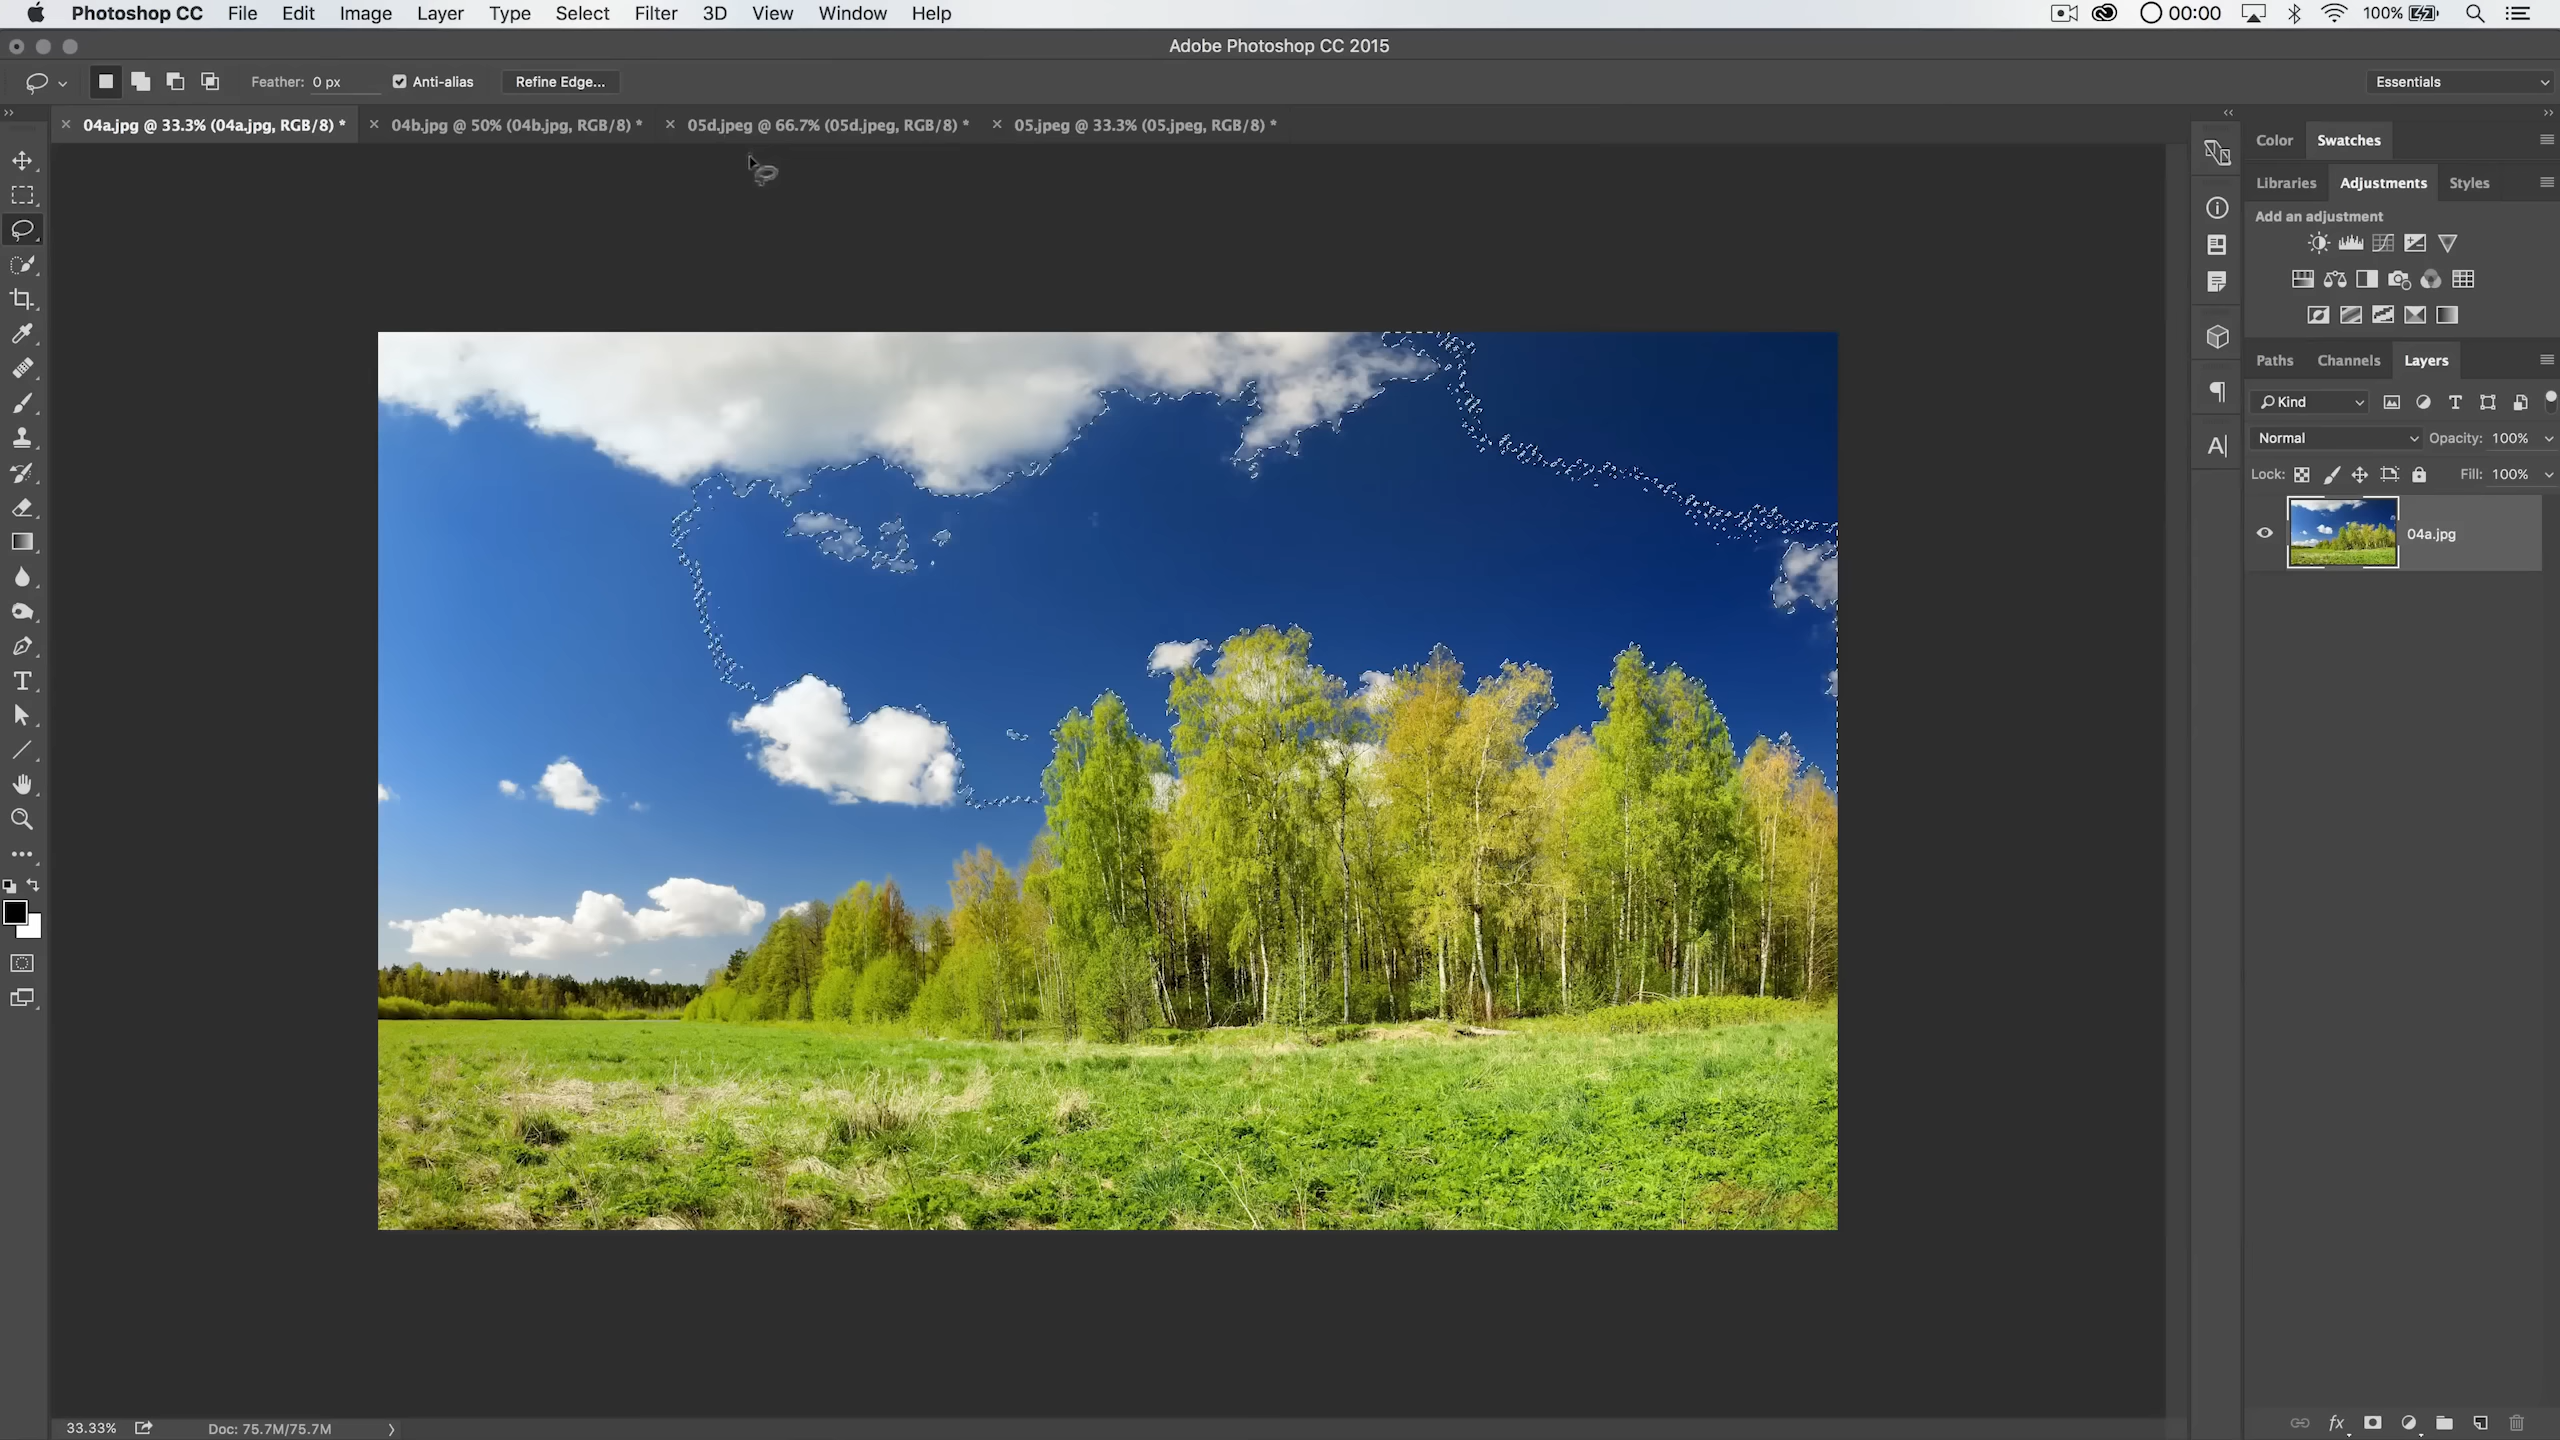 Photoshop CC File Edit Image Layer Type Select Filter 3D View Window Help 00:00 100%
Adobe Photoshop CC 2015
Feather: 0 px Anti-alias Refine Edge... Essentials
04a.jpg @ 33.3% (04a.jpg, RGB/8) * 04b.jpg @ 50% (04b.jpg, RGB/8) * 05d.jpeg @ 66.7% (05d.jpeg, RGB/8) * 05.jpeg @ 33.3% (05.jpeg, RGB/8) *
Color Swatches
Libraries Adjustments Styles
Add an adjustment
Paths Channels Layers
Kind
Normal Opacity: 100%
Lock: Fill: 100%
04a.jpg
33.33% Doc: 75.7M/75.7M
fx